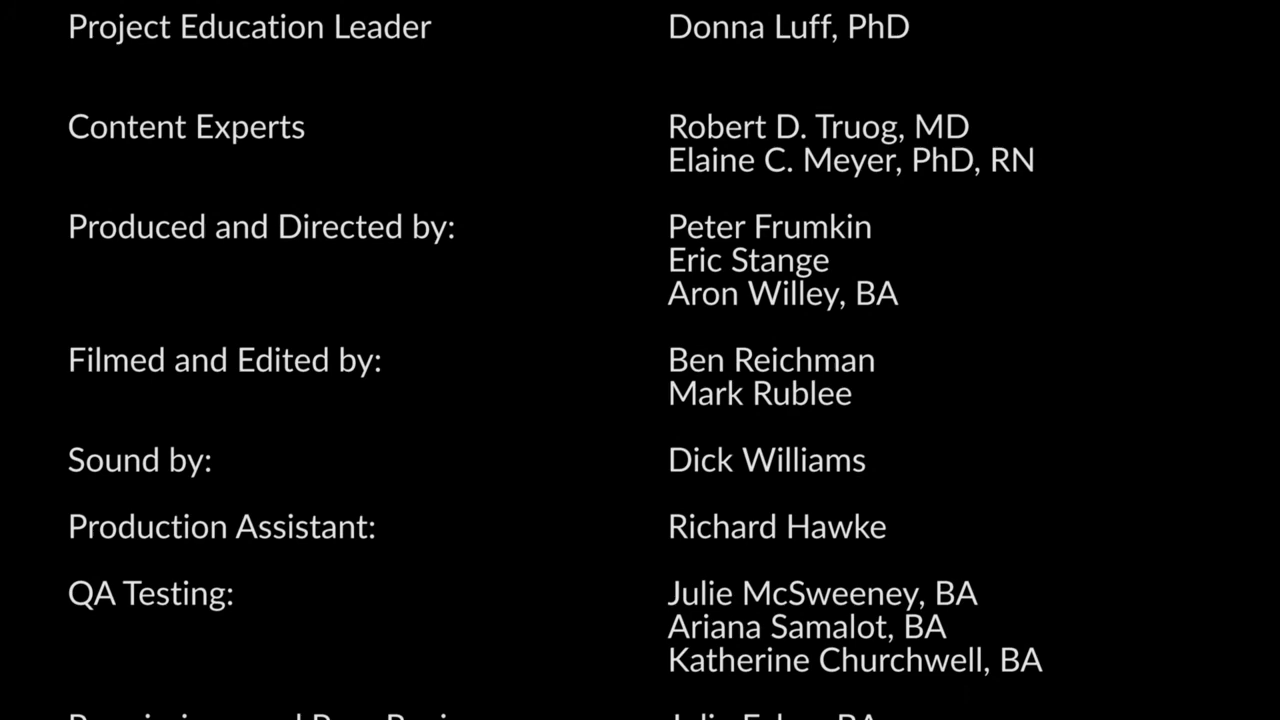 Project Education Leader Donna Luff, PhD
Content Experts Robert D. Truog, MD
Elaine C. Meyer, PhD, RN
Produced and Directed by: Peter Frumkin
Eric Stange
Aron Willey, BA
Filmed and Edited by: Ben Reichman
Mark Rublee
Sound by: Dick Williams
Production Assistant: Richard Hawke
QA Testing: Julie McSweeney, BA
Ariana Samalot, BA
Katherine Churchwell, BA